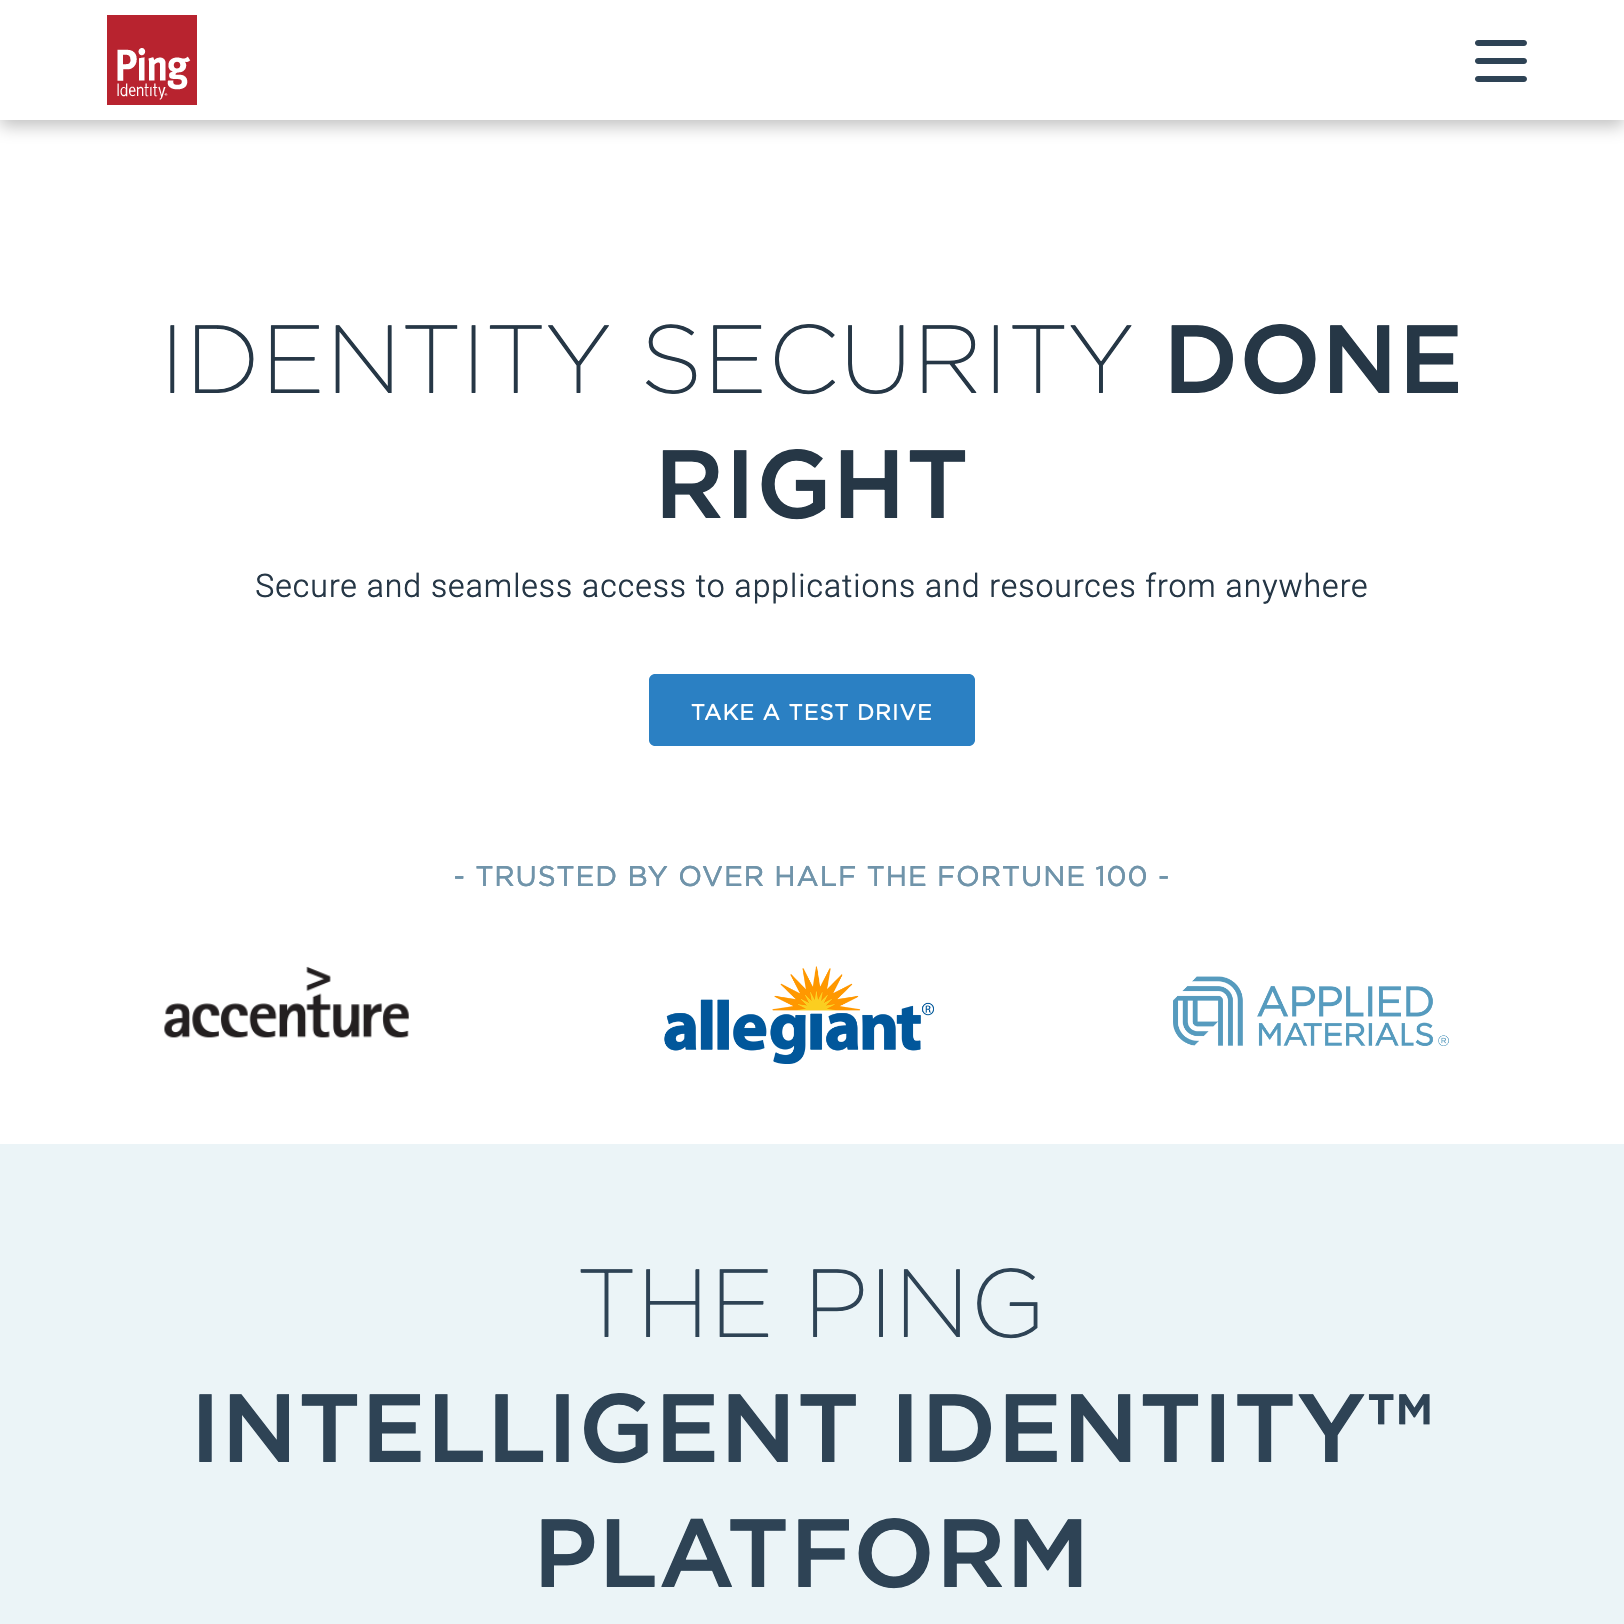 Ping
Identity.
IDENTITY SECURITY DONE
RIGHT
Secure and seamless access to applications and resources from anywhere
TAKE A TEST DRIVE
- TRUSTED BY OVER HALF THE FORTUNE 100 -
>
accenture
allegiant®
APPLIED
MATERIALS®
THE PING
INTELLIGENT IDENTITY™
PLATFORM